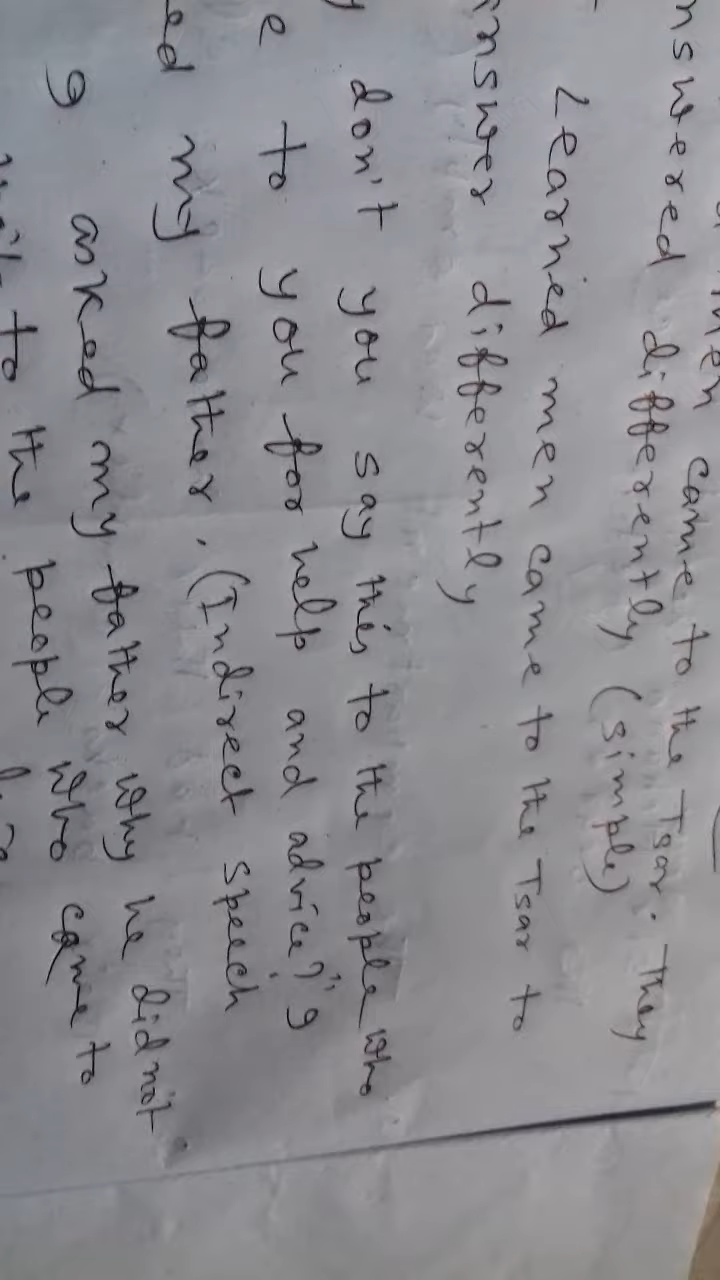 men came to the Tsar. They
nswered differently (simple)
Learned men came to the Tsar to
nswer differently
don't you say this to the people who
e to you for help and advice?" I
ed my father. (Indirect speech
I asked my father why he did not
to the people who came to